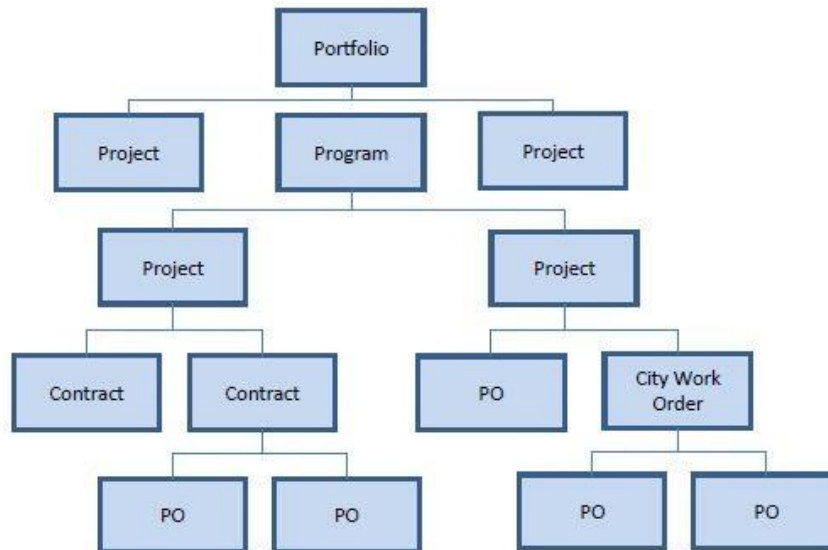 Portfolio
Project
Program
Project
Project
Project
Contract
Contract
PO
City Work
Order
PO
PO
PO
PO